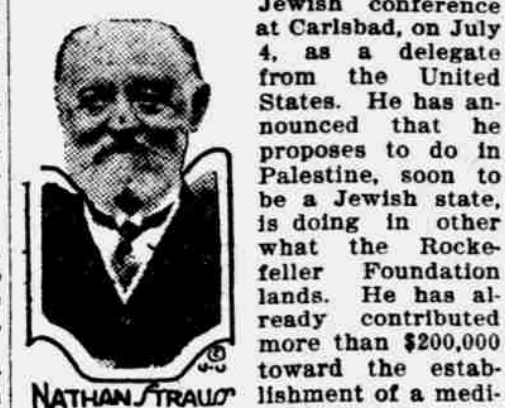 Jewish conference
at Carlsbad, on July
4, as a delegate
from the United
States. He has an-
nounced that he
proposes to do in
Palestine, soon to
be a Jewish state,
is doing in other
what the Rocke-
feller Foundation
lands. He has al-
ready contributed
more than $200,000
toward the estab-
lishment of a medi-
NATHAN STRAUS